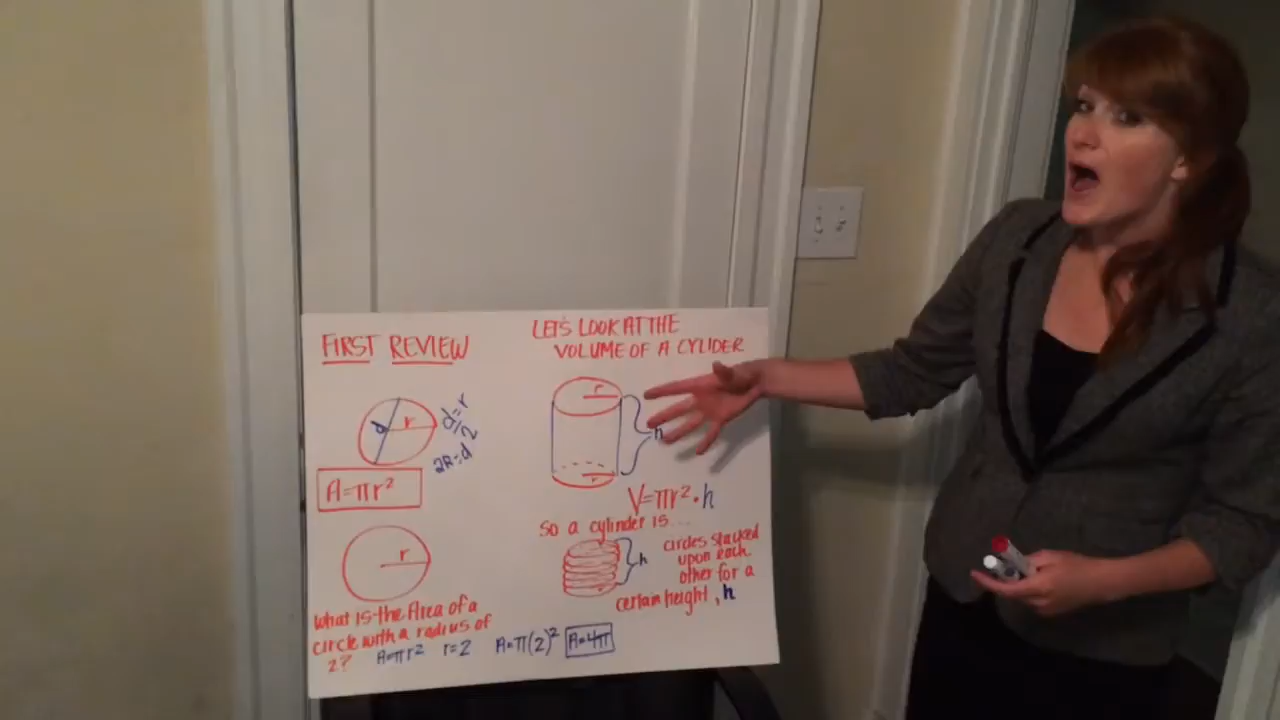 FIRST REVIEW
d r
d=r/2
2R=d
A=πr²
r
What is the Area of a
circle with a radius of
2? A=πr² r=2 A=π(2)² A=4π
LET'S LOOK AT THE
VOLUME OF A CYLIDER
r
h
r
V=πr²·h
So a cylinder is...
h
circles stacked
upon each
other for a
certain height, h